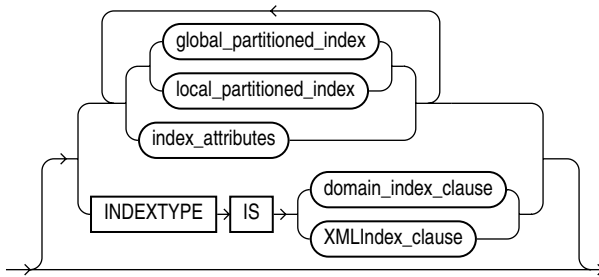 global_partitioned_index
local_partitioned_index
index_attributes
INDEXTYPE IS domain_index_clause
XMLIndex_clause